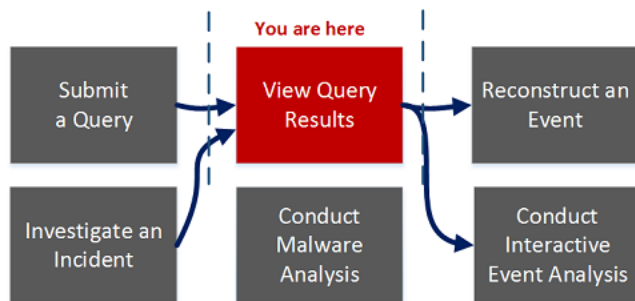 You are here
Submit
a Query
View Query
Results
Reconstruct an
Event
Investigate an
Incident
Conduct
Malware
Analysis
Conduct
Interactive
Event Analysis